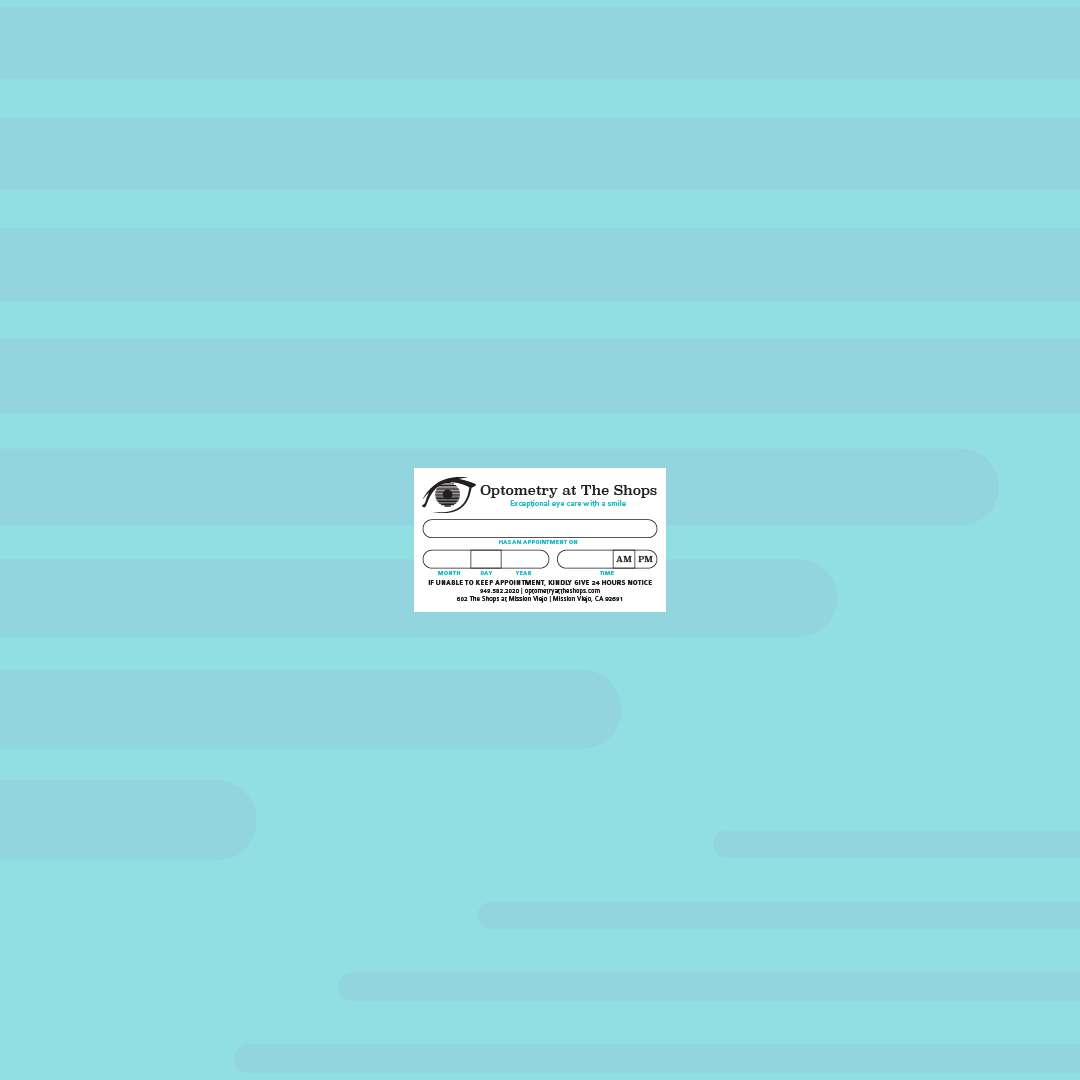 Optometry at The Shops
Exceptional eye care with a smile
HAS AN APPOINTMENT ON
AM PM
MONTH DAY YEAR TIME
IF UNABLE TO KEEP APPOINTMENT, KINDLY GIVE 24 HOURS NOTICE
949.582.2020 | optometryattheshops.com
602 The Shops at Mission Viejo | Mission Viejo, CA 92691